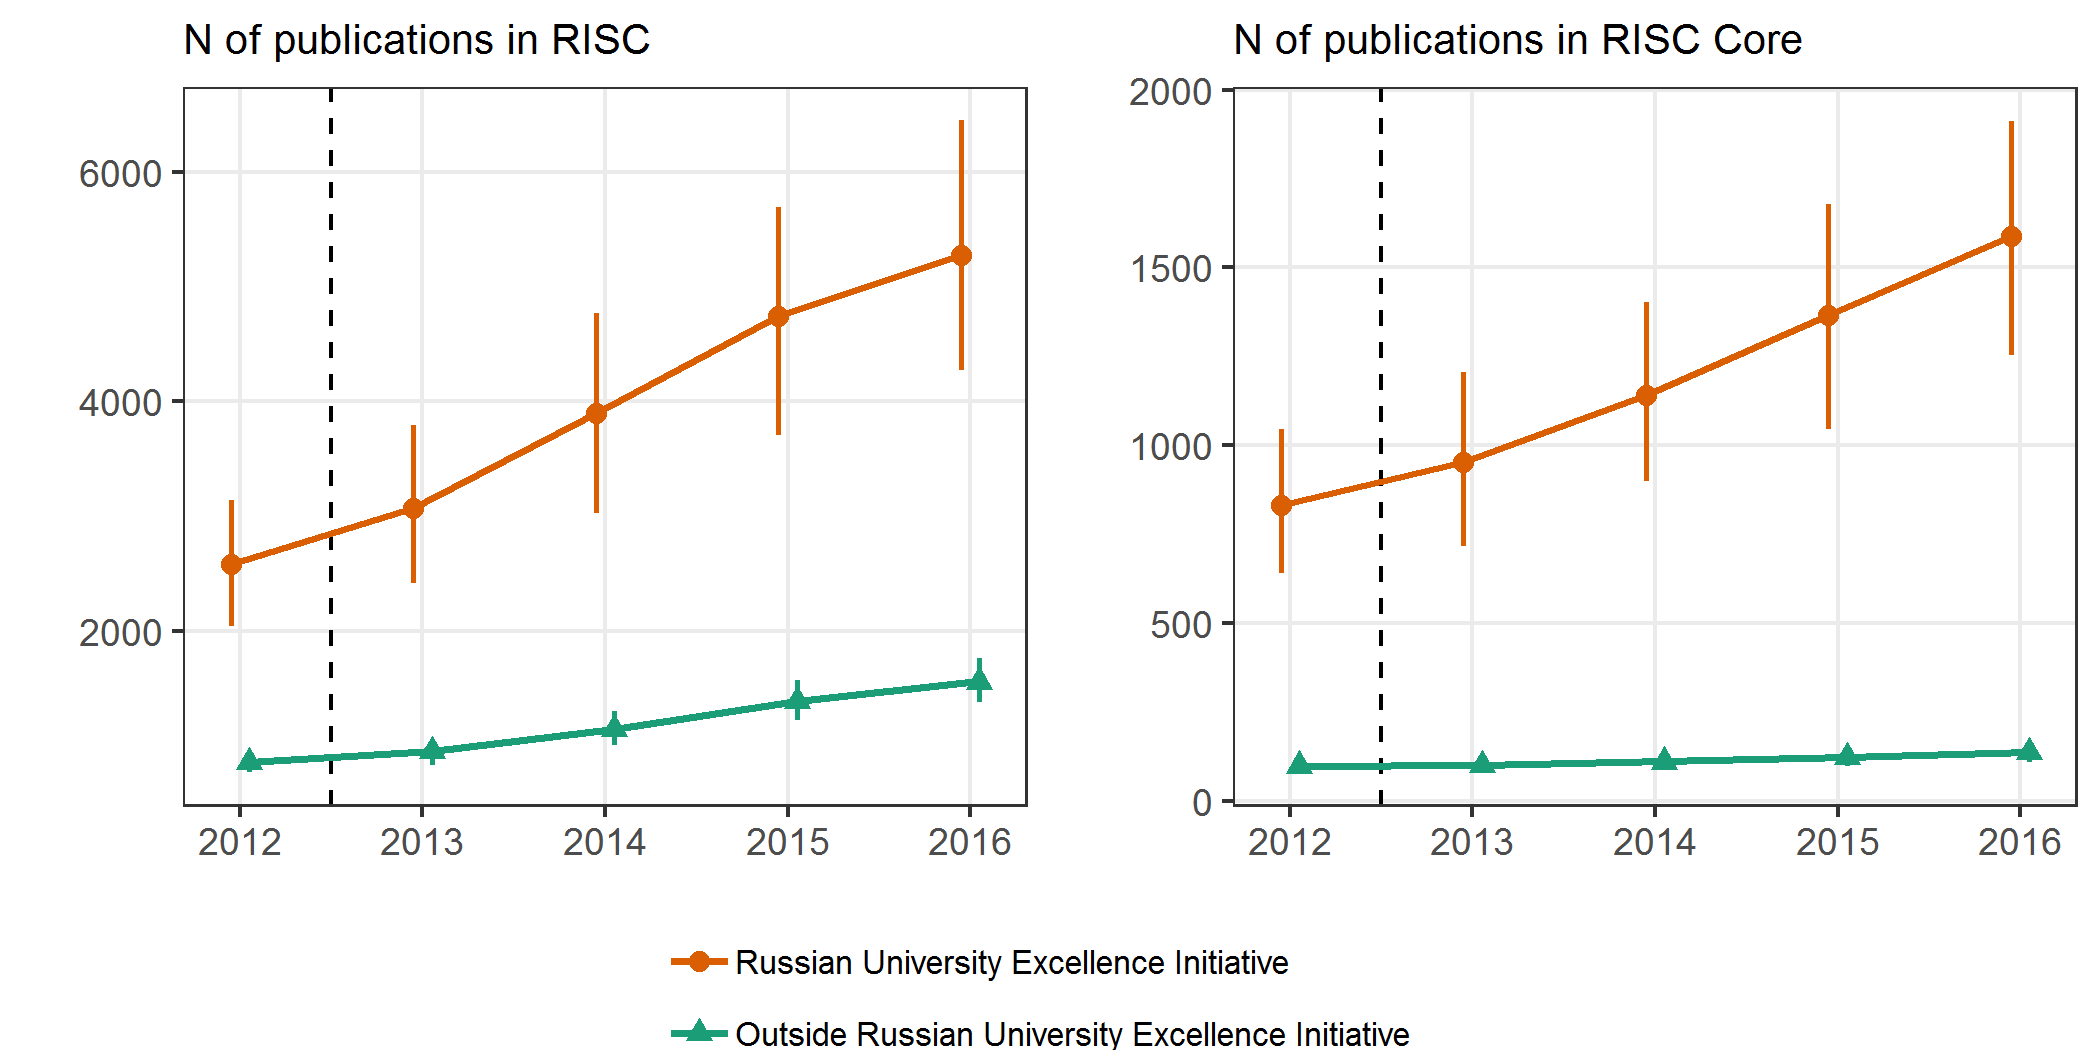 N of publications in RISC
6000
4000
2000
2012 2013 2014 2015 2016
N of publications in RISC Core
2000
1500
1000
500
0
2012 2013 2014 2015 2016
Russian University Excellence Initiative
Outside Russian University Excellence Initiative